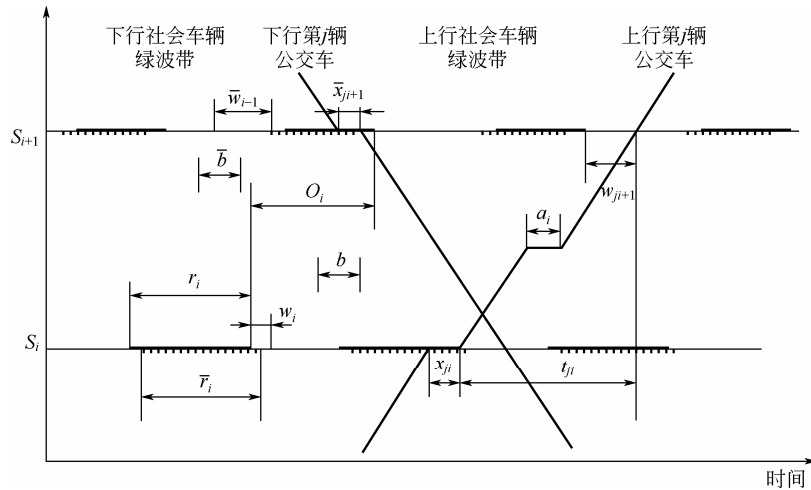 下行社会车辆
绿波带
下行第j辆
公交车
上行社会车辆
绿波带
上行第j辆
公交车
w̅i−1
x̅ji+1
Si+1
b̅
wji+1
Oi
ai
b
ri
wi
Si
xji
tji
r̅i
时间